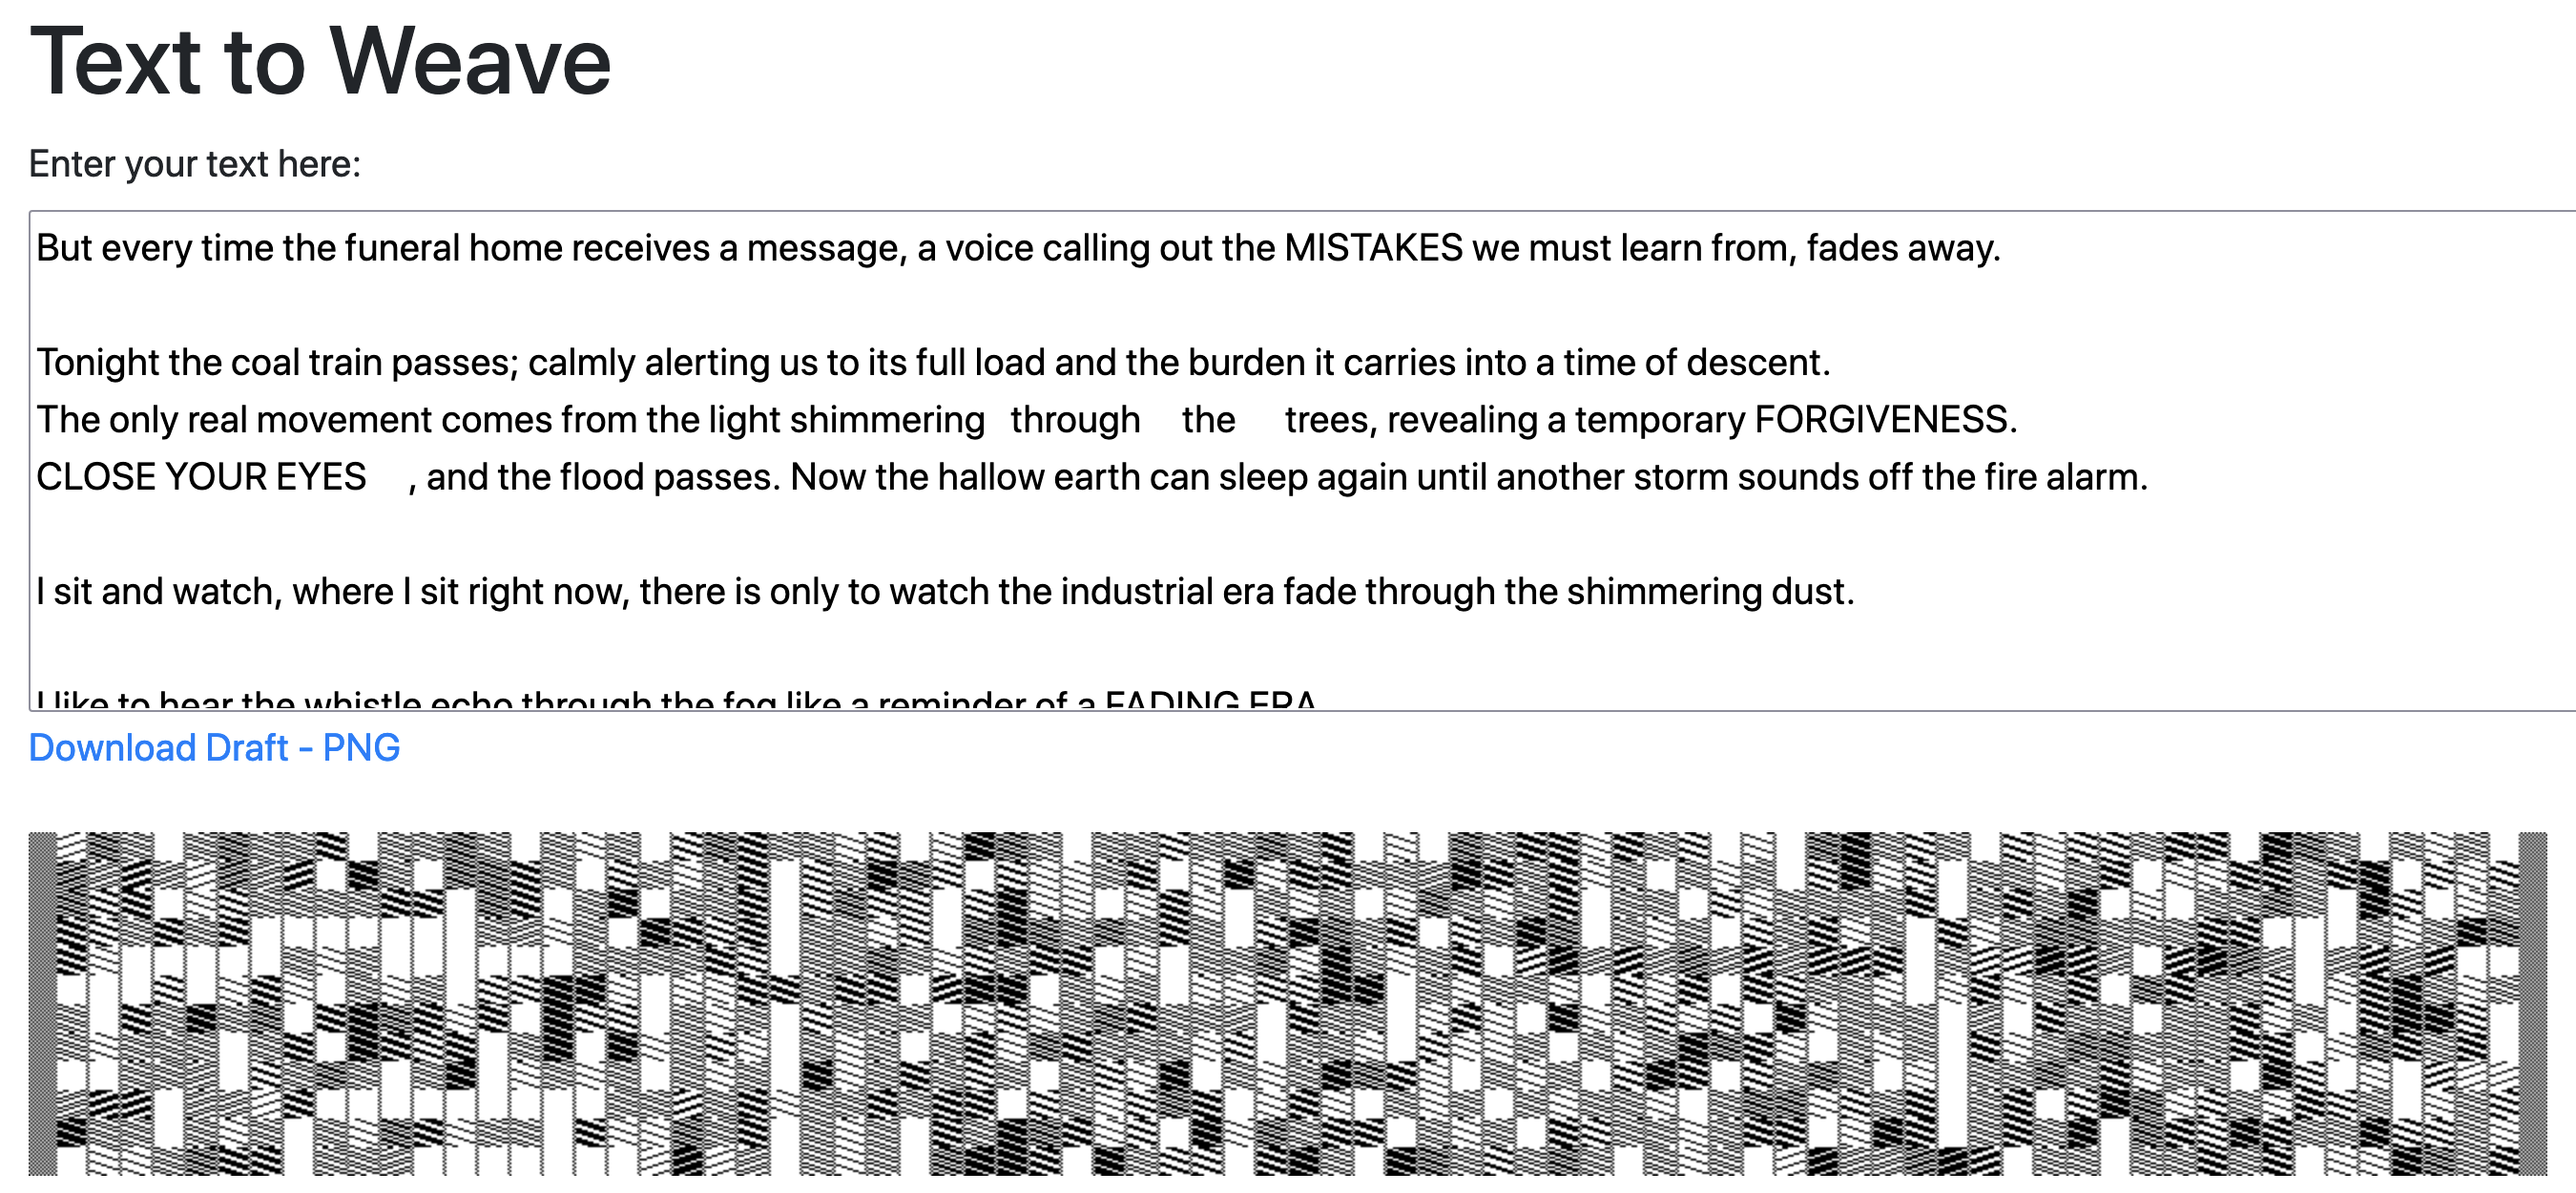 Text to Weave
Enter your text here:
But every time the funeral home receives a message, a voice calling out the MISTAKES we must learn from, fades away.
Tonight the coal train passes; calmly alerting us to its full load and the burden it carries into a time of descent.
The only real movement comes from the light shimmering   through    the     trees, revealing a temporary FORGIVENESS.
CLOSE YOUR EYES    , and the flood passes. Now the hallow earth can sleep again until another storm sounds off the fire alarm.
I sit and watch, where I sit right now, there is only to watch the industrial era fade through the shimmering dust.
I like to hear the whistle echo through the fog like a reminder of a FADING ERA
Download Draft - PNG